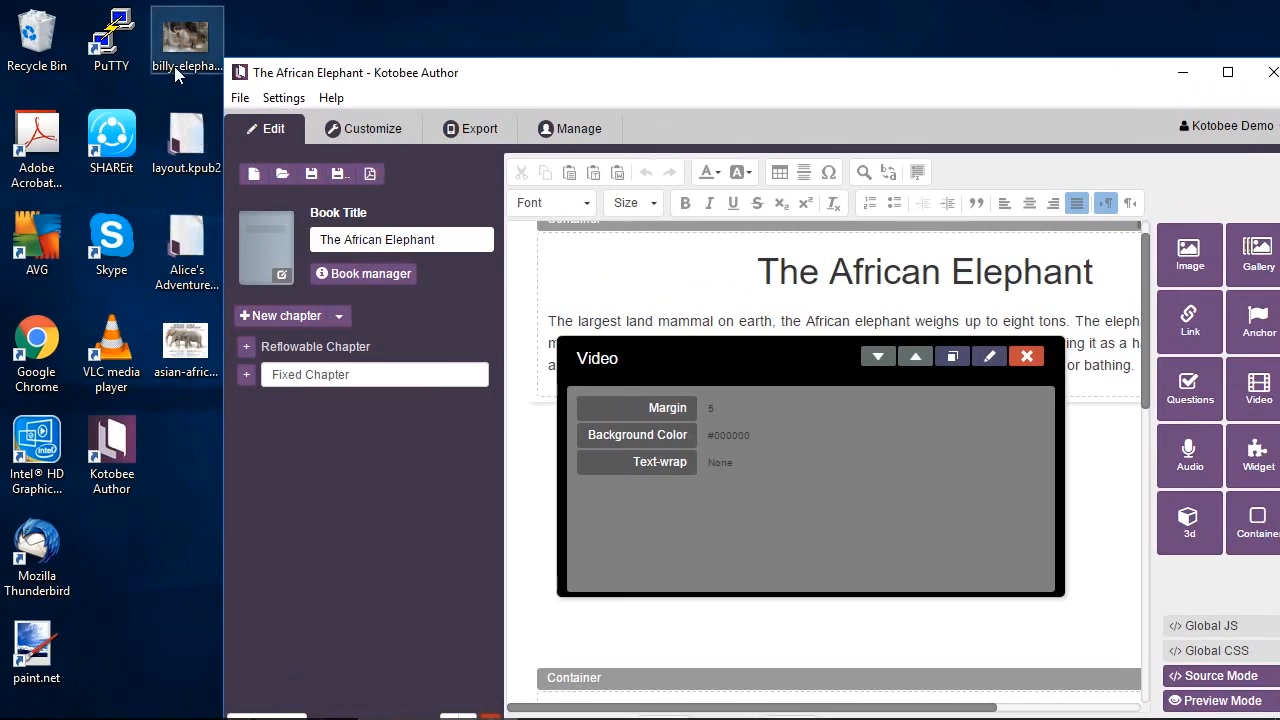 Recycle Bin
PuTTY
billy-elepha...
Adobe
Acrobat...
SHAREit
layout.kpub2
AVG
Skype
Alice's
Adventure...
Google
Chrome
VLC media
player
asian-afric...
Intel® HD
Graphic...
Kotobee
Author
Mozilla
Thunderbird
paint.net
The African Elephant - Kotobee Author
File Settings Help
Edit Customize Export Manage
Kotobee Demo
Book Title
The African Elephant
Book manager
New chapter
Reflowable Chapter
Fixed Chapter
Font Size B I U S x₂ x² Tx
Container
The African Elephant
The largest land mammal on earth, the African elephant weighs up to eight tons. The eleph
ing it as a h
or bathing.
Video
Margin 5
Background Color #000000
Text-wrap None
Container
Image Gallery
Link Anchor
Questions Video
Audio Widget
3d Containe
</> Global JS
</> Global CSS
</> Source Mode
Preview Mode